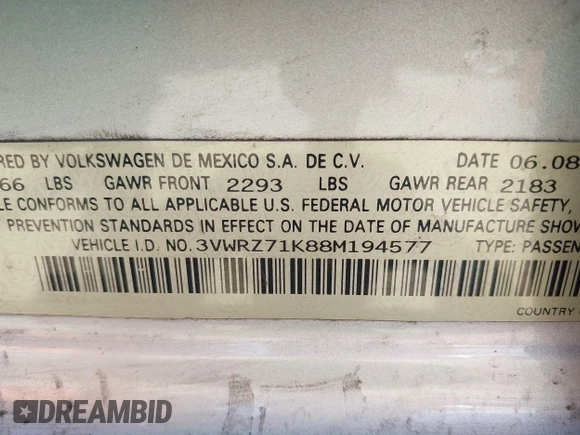 RED BY VOLKSWAGEN DE MEXICO S.A. DE C.V. DATE 06.08
66 LBS GAWR FRONT 2293 LBS GAWR REAR 2183
LE CONFORMS TO ALL APPLICABLE U.S. FEDERAL MOTOR VEHICLE SAFETY,
PREVENTION STANDARDS IN EFFECT ON THE DATE OF MANUFACTURE SHOW
VEHICLE I.D. NO. 3VWRZ71K88M194577 TYPE: PASSEN
COUNTRY
DREAMBID